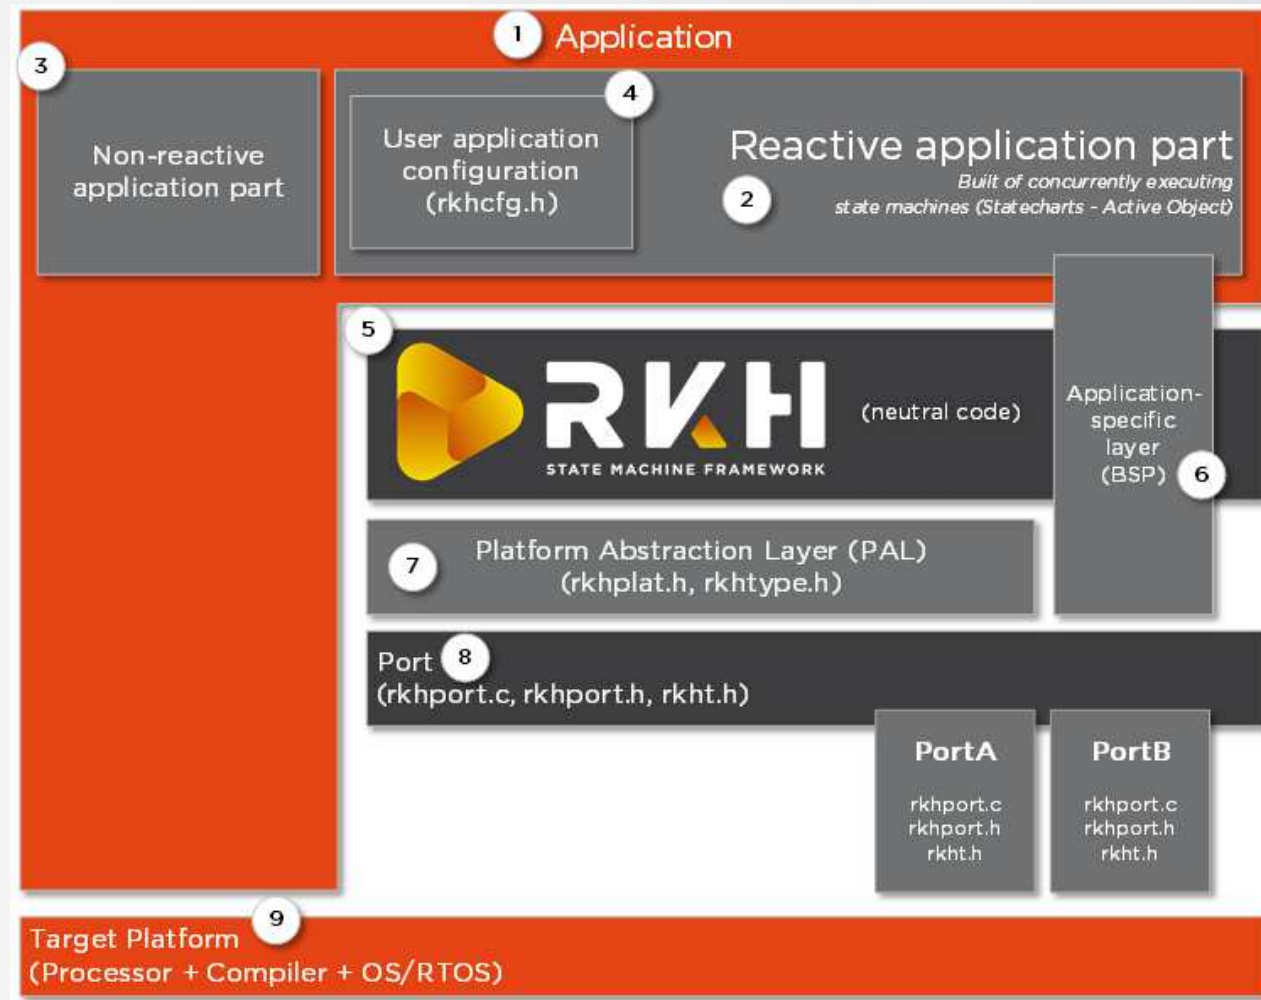 1 Application
3
Non-reactive
application part
4
User application
configuration
(rkhcfg.h)
Reactive application part
2
Built of concurrently executing
state machines (Statecharts - Active Object)
5
RKH
STATE MACHINE FRAMEWORK
(neutral code)
Application-
specific
layer
(BSP)
6
7
Platform Abstraction Layer (PAL)
(rkhplat.h, rkhtype.h)
Port 8
(rkhport.c, rkhport.h, rkht.h)
PortA
rkhport.c
rkhport.h
rkht.h
PortB
rkhport.c
rkhport.h
rkht.h
9
Target Platform
(Processor + Compiler + OS/RTOS)